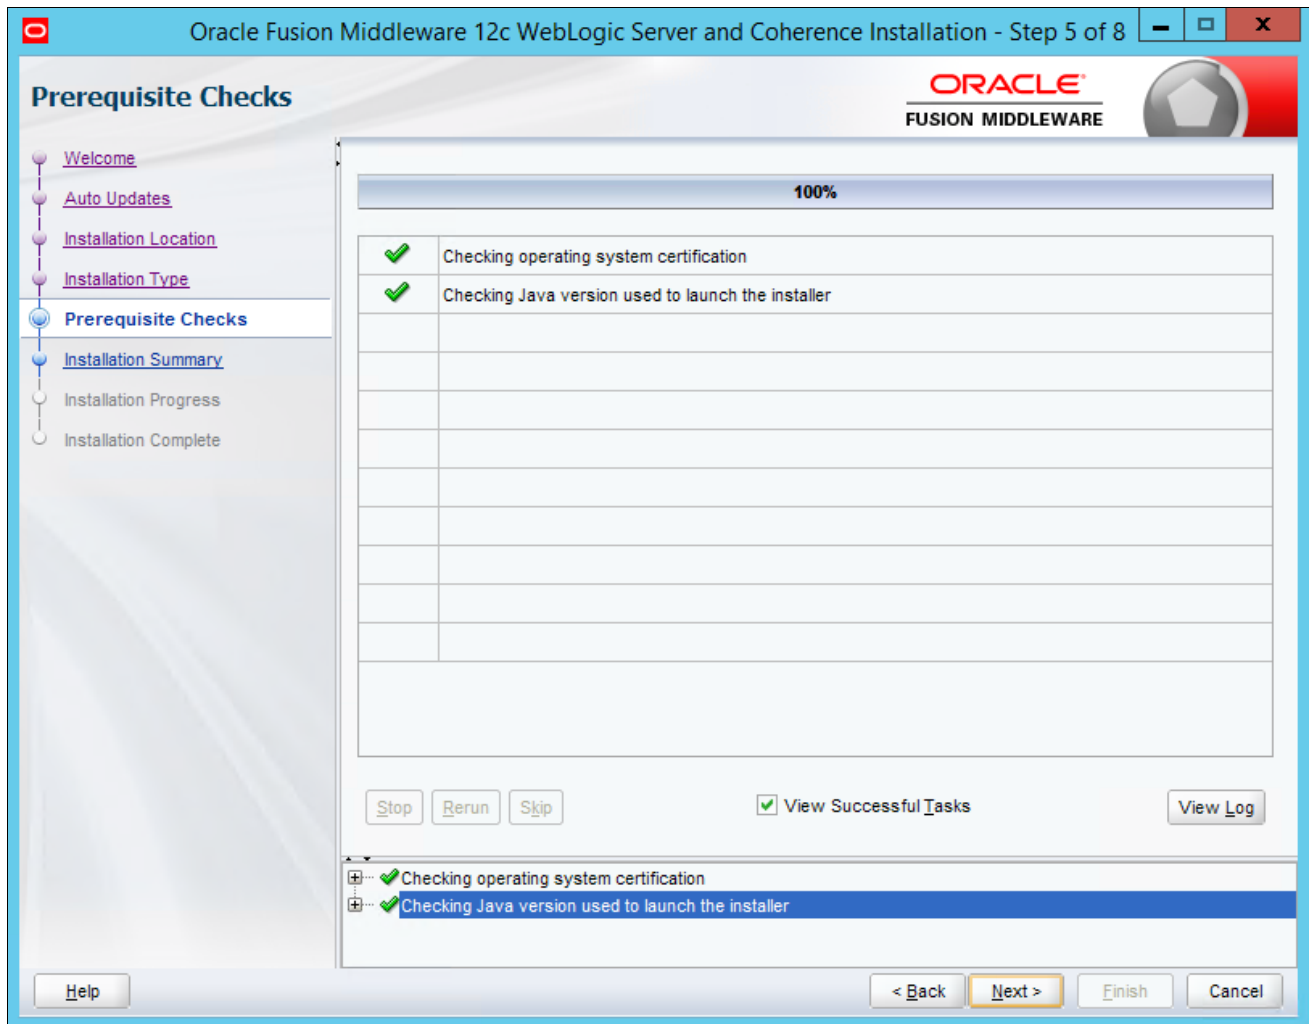 Oracle Fusion Middleware 12c WebLogic Server and Coherence Installation - Step 5 of 8
Prerequisite Checks
ORACLE
FUSION MIDDLEWARE
Welcome
Auto Updates
Installation Location
Installation Type
Prerequisite Checks
Installation Summary
Installation Progress
Installation Complete
100%
Checking operating system certification
Checking Java version used to launch the installer
Stop Rerun Skip View Successful Tasks View Log
Checking operating system certification
Checking Java version used to launch the installer
Help < Back Next > Finish Cancel